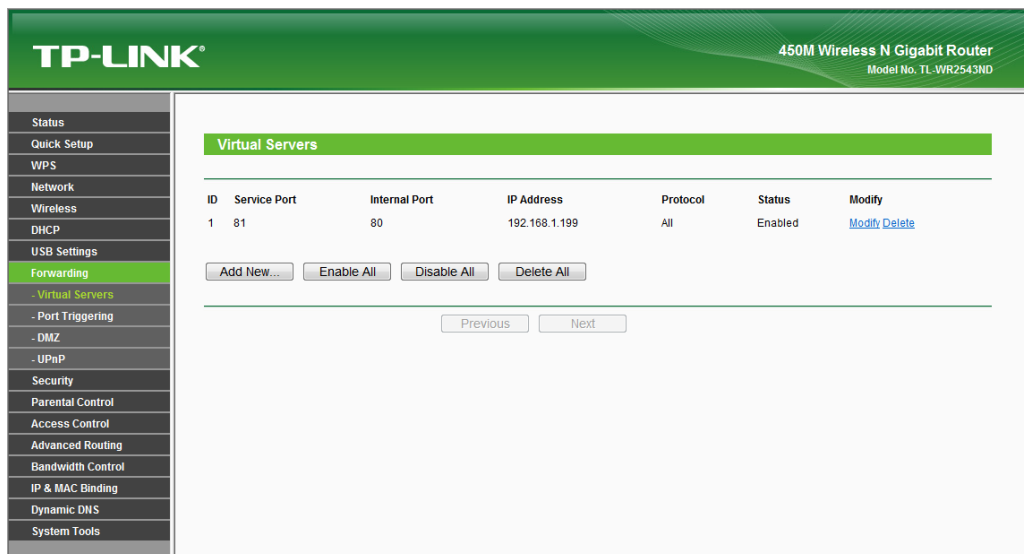 TP-LINK®
450M Wireless N Gigabit Router
Model No. TL-WR2543ND
Status
Quick Setup
WPS
Network
Wireless
DHCP
USB Settings
Forwarding
- Virtual Servers
- Port Triggering
- DMZ
- UPnP
Security
Parental Control
Access Control
Advanced Routing
Bandwidth Control
IP & MAC Binding
Dynamic DNS
System Tools
Virtual Servers
ID Service Port Internal Port IP Address Protocol Status Modify
1 81 80 192.168.1.199 All Enabled Modify Delete
Add New... Enable All Disable All Delete All
Previous Next